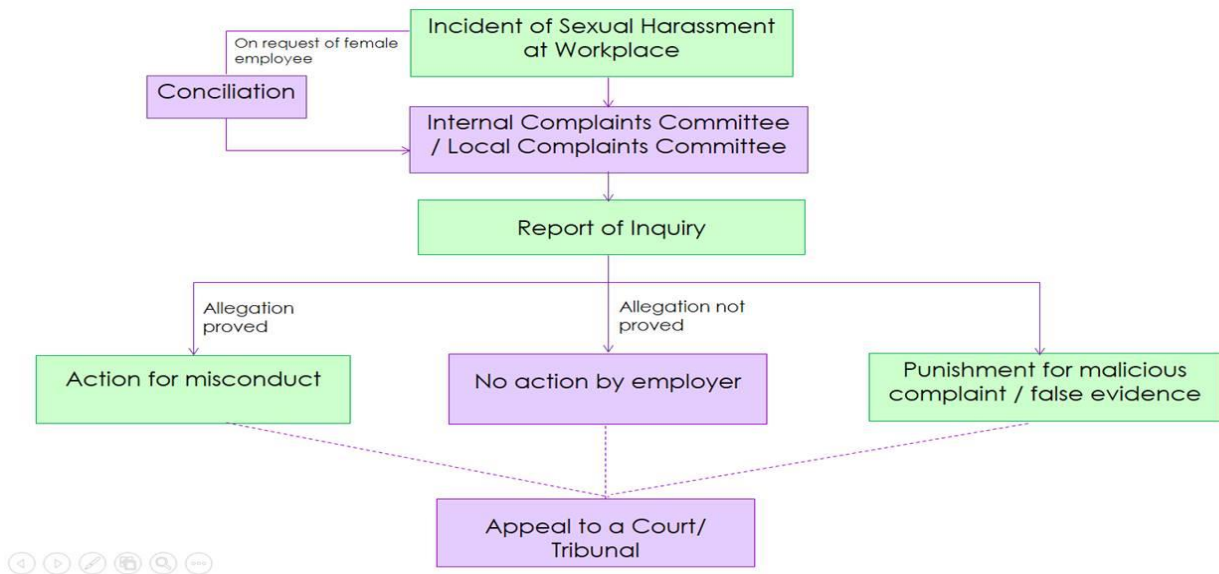 Incident of Sexual Harassment
at Workplace
On request of female
employee
Conciliation
Internal Complaints Committee
/ Local Complaints Committee
Report of Inquiry
Allegation
proved
Allegation not
proved
Action for misconduct
No action by employer
Punishment for malicious
complaint / false evidence
Appeal to a Court/
Tribunal